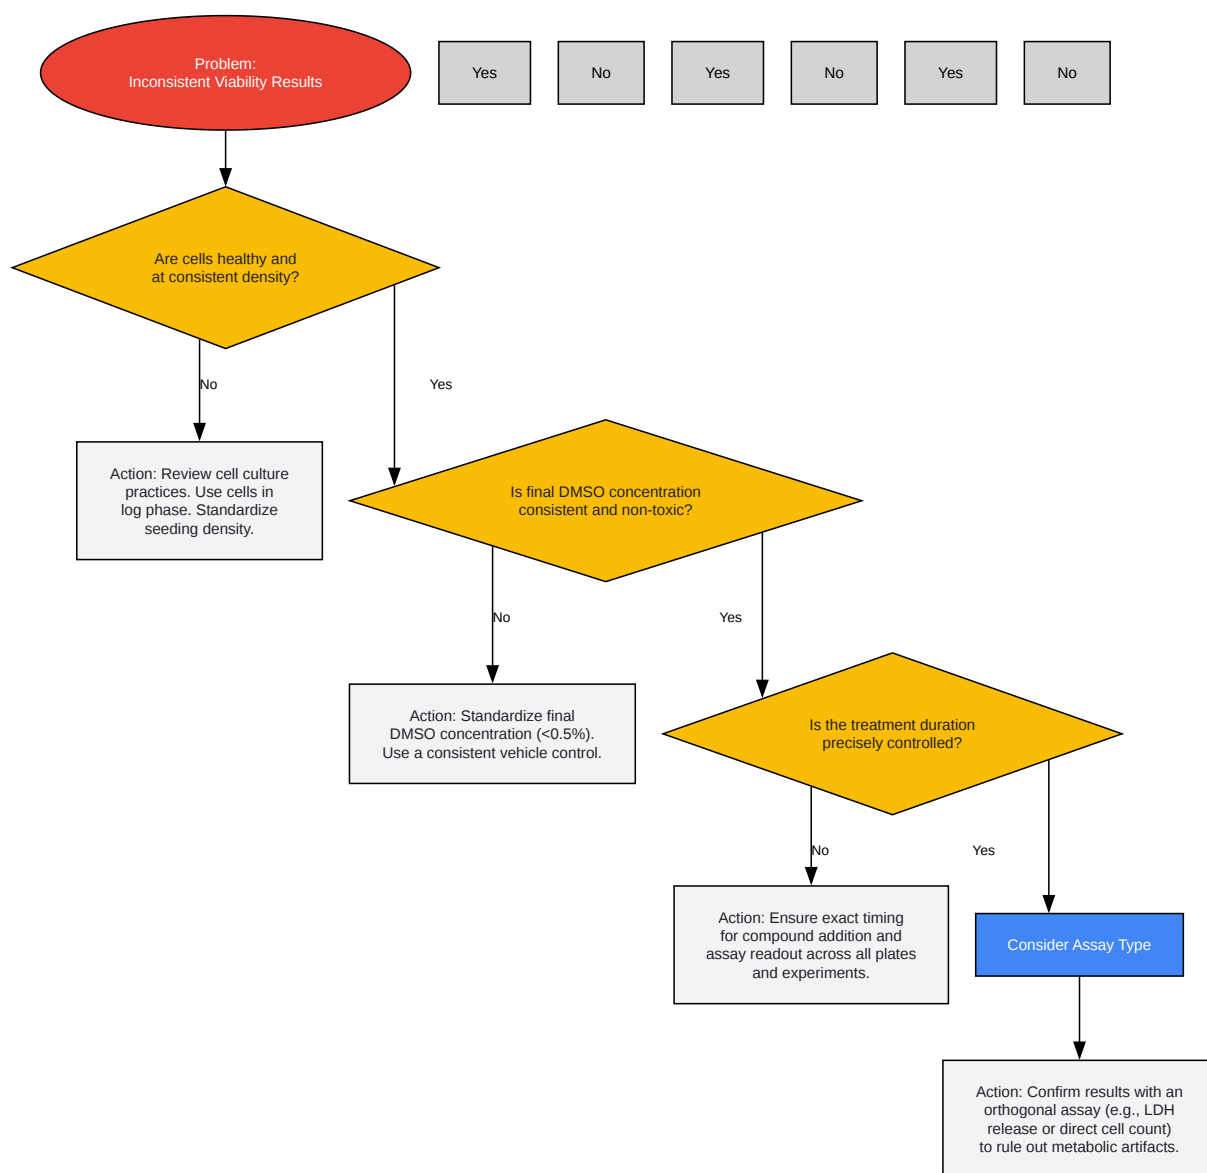 Problem:
Inconsistent Viability Results
Yes
No
Yes
No
Yes
No
Are cells healthy and
at consistent density?
No
Yes
Action: Review cell culture
practices. Use cells in
log phase. Standardize
seeding density.
Is final DMSO concentration
consistent and non-toxic?
No
Yes
Action: Standardize final
DMSO concentration (<0.5%).
Use a consistent vehicle control.
Is the treatment duration
precisely controlled?
No
Yes
Action: Ensure exact timing
for compound addition and
assay readout across all plates
and experiments.
Consider Assay Type
Action: Confirm results with an
orthogonal assay (e.g., LDH
release or direct cell count)
to rule out metabolic artifacts.